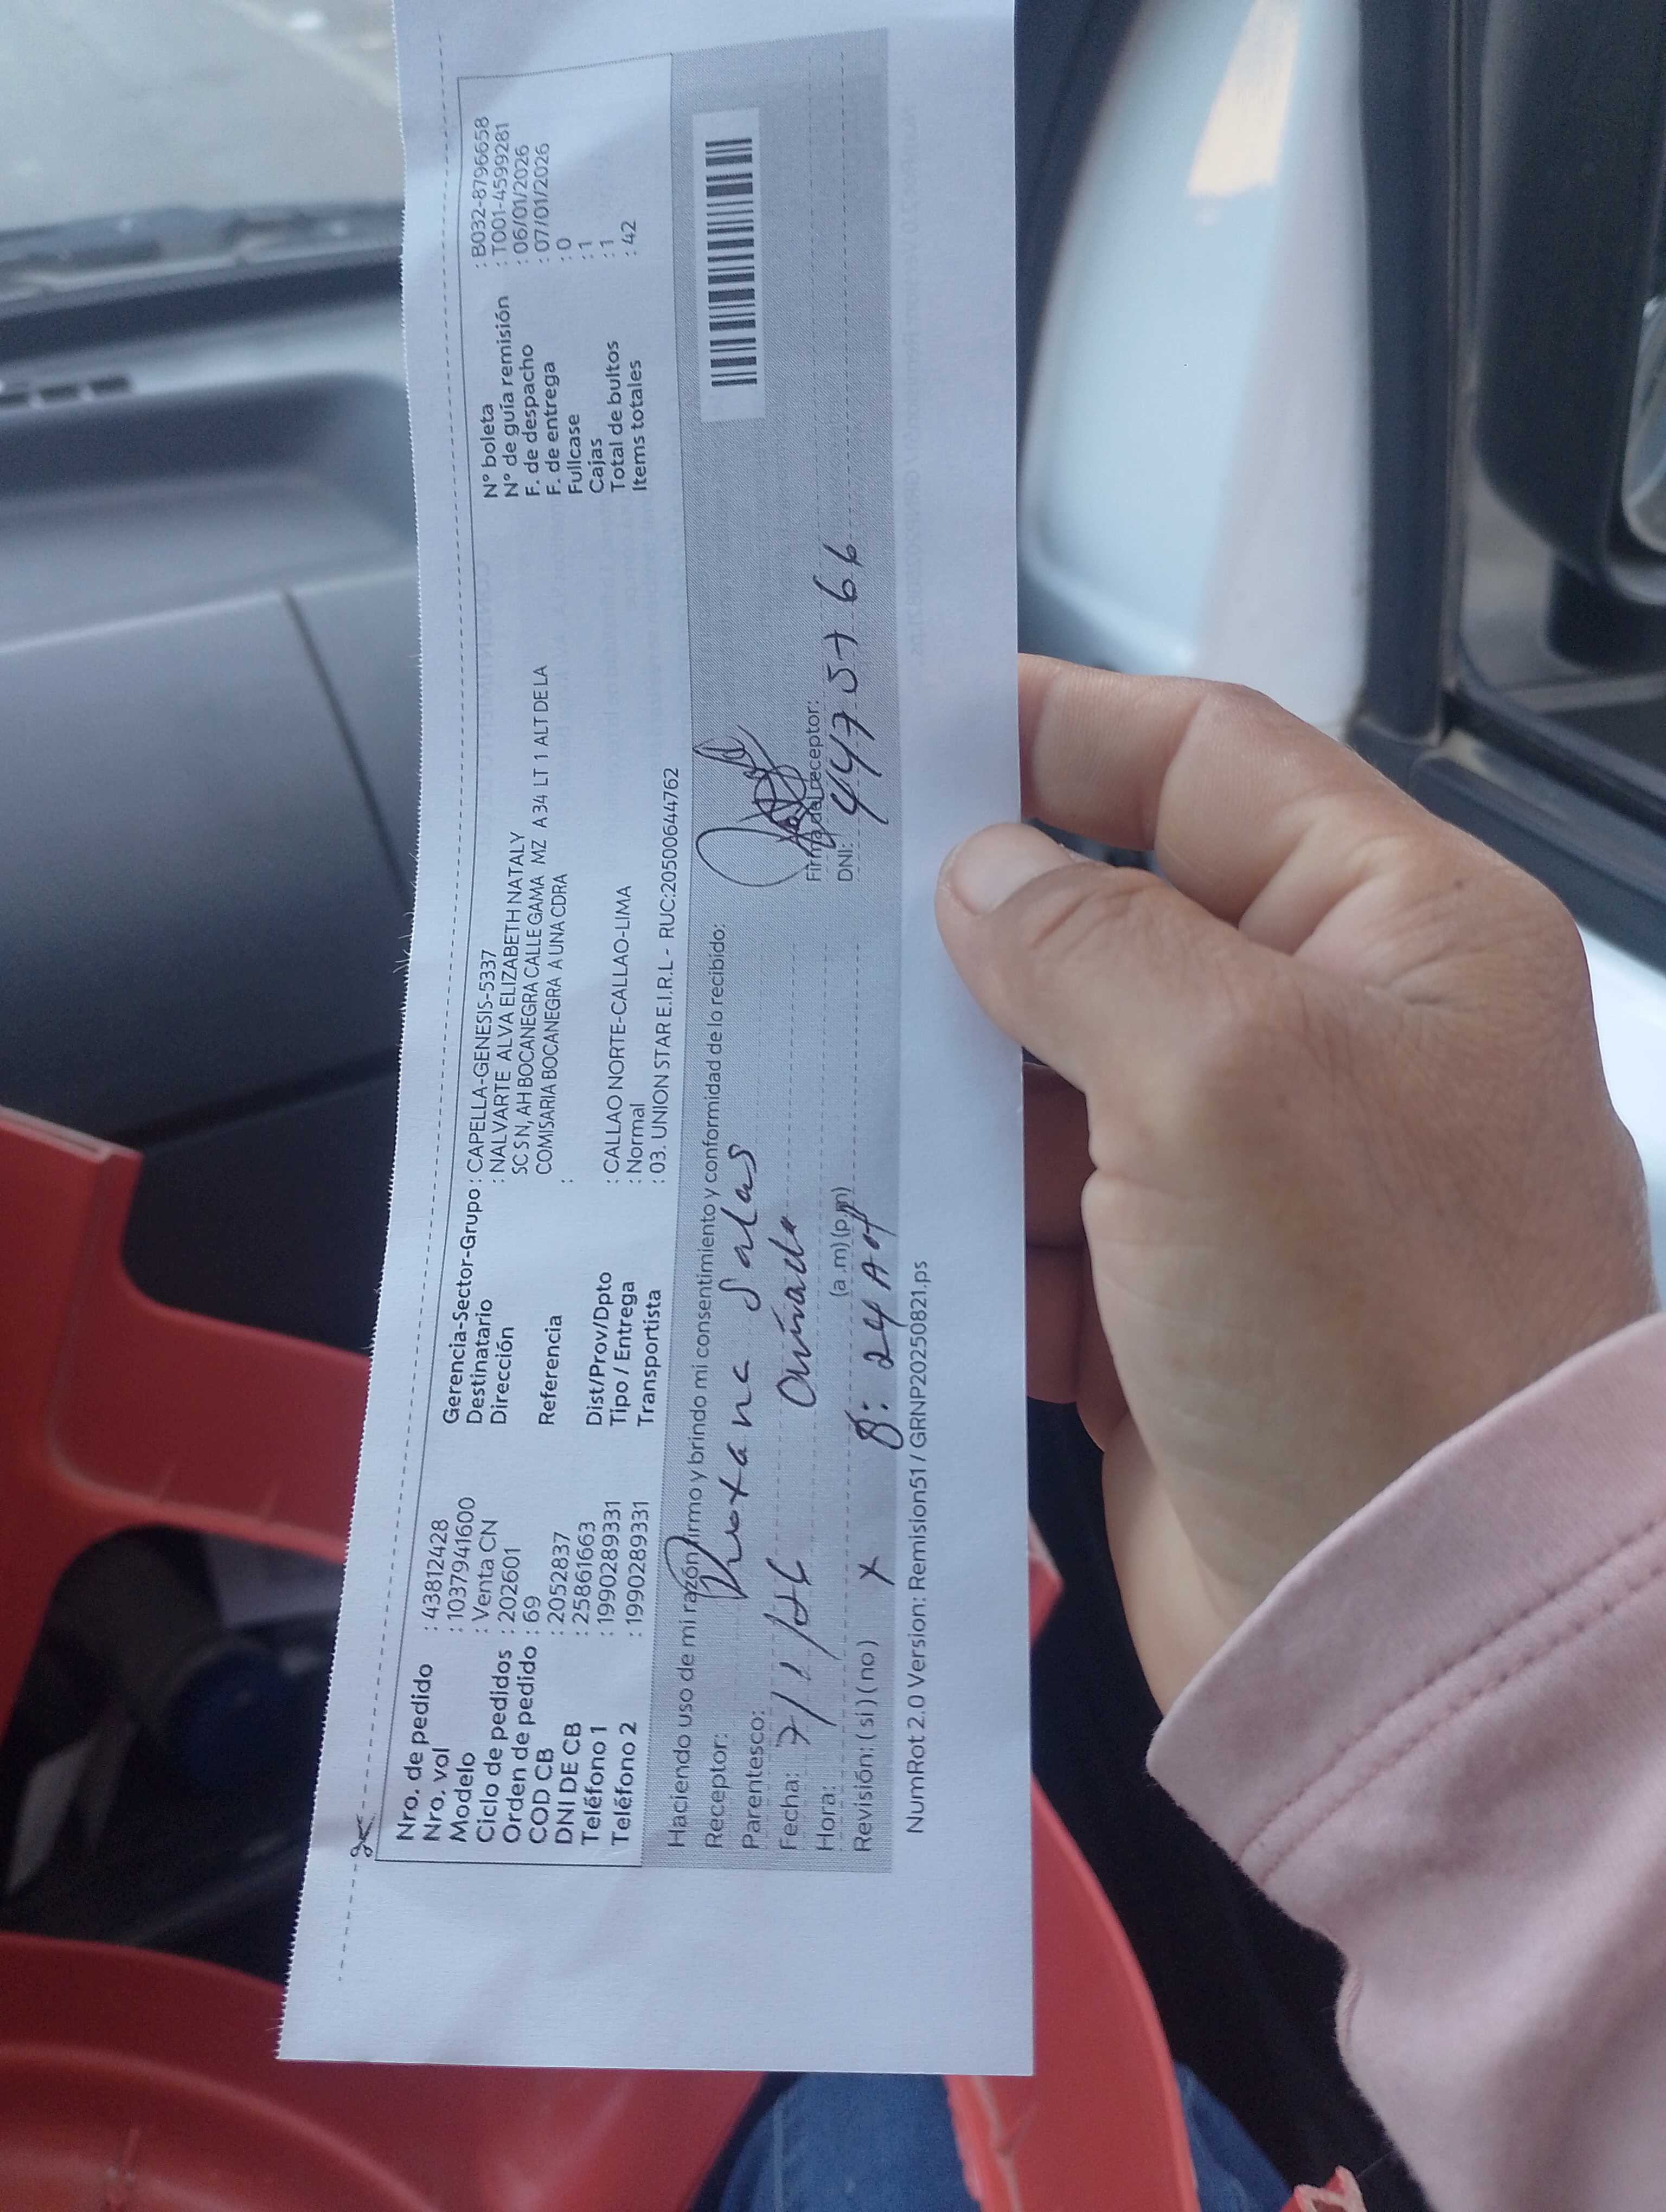 Nro. de pedido : 43812428
Nro. vol : 1037941600
Modelo : Venta CN
Ciclo de pedidos : 202601
Orden de pedido : 69
COD CB : 2052837
DNI DE CB : 25861663
Teléfono 1 : 1990289331
Teléfono 2 : 1990289331
Gerencia-Sector-Grupo : CAPELLA-GENESIS-5337
Destinatario : NALVARTE ALVA ELIZABETH NATALY
Dirección SC S N, AH BOCANEGRA CALLE GAMA MZ A 34 LT 1 ALT DE LA
COMISARIA BOCANEGRA A UNA CDRA
Referencia :
Dist/Prov/Dpto : CALLAO NORTE-CALLAO-LIMA
Tipo / Entrega : Normal
Transportista : 03. UNION STAR E.I.R.L - RUC:20500644762
N° boleta : B032-8796658
N° de guía remisión : T001-4599281
F. de despacho : 06/01/2026
F. de entrega : 07/01/2026
Fullcase : 0
Cajas : 1
Total de bultos : 1
Items totales : 42
Haciendo uso de mi razón firmo y brindo mi consentimiento y conformidad de lo recibido:
Receptor: Salas
Parentesco:
Fecha: 7/1/
Hora: (a.m) (p.m)
8:24
Revisión: ( si ) ( no ) x
Firma del receptor:
DNI: 447 57 66
NumRot 2.0 Version: Remision51 / GRNP20250821.ps